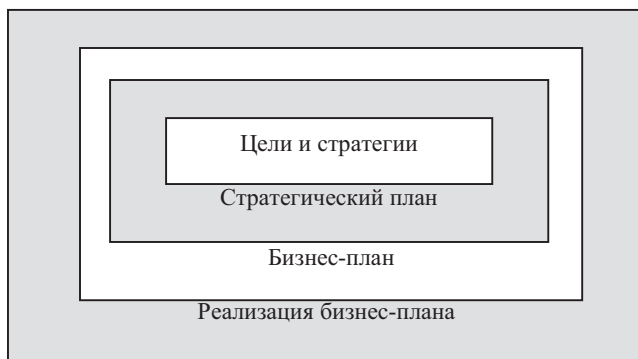 Цели и стратегии
Стратегический план
Бизнес-план
Реализация бизнес-плана